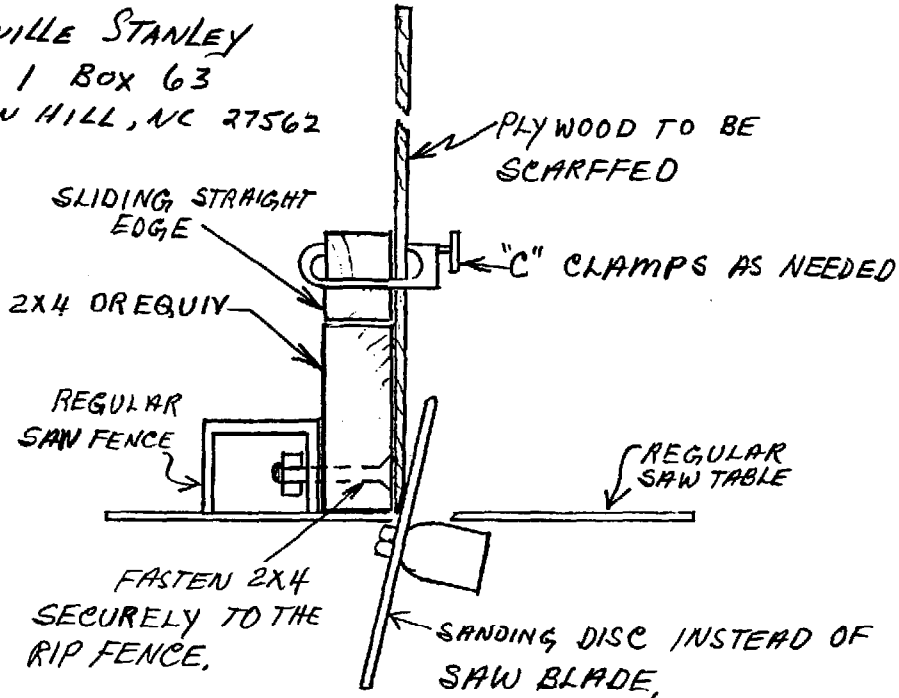 STANLEY
1 BOX 63
HILL, NC 27562
PLYWOOD TO BE
SCARFFED
SLIDING STRAIGHT
EDGE
"C" CLAMPS AS NEEDED
2X4 OR EQUIV
REGULAR
SAW FENCE
REGULAR
SAW TABLE
FASTEN 2X4
SECURELY TO THE
RIP FENCE.
SANDING DISC INSTEAD OF
SAW BLADE.